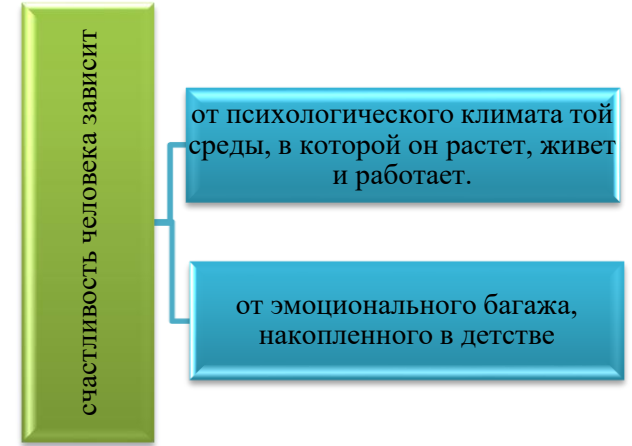 счастливость человека зависит
от психологического климата той
среды, в которой он растет, живет
и работает.
от эмоционального багажа,
накопленного в детстве